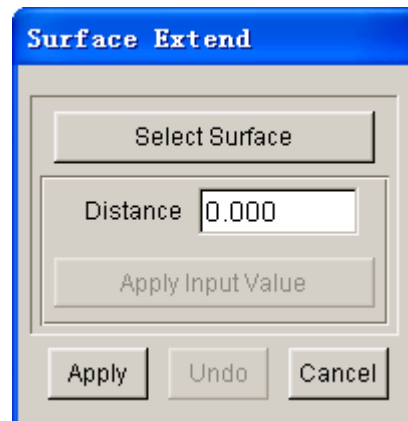 Surface Extend
Select Surface
Distance 0.000
Apply Input Value
Apply Undo Cancel